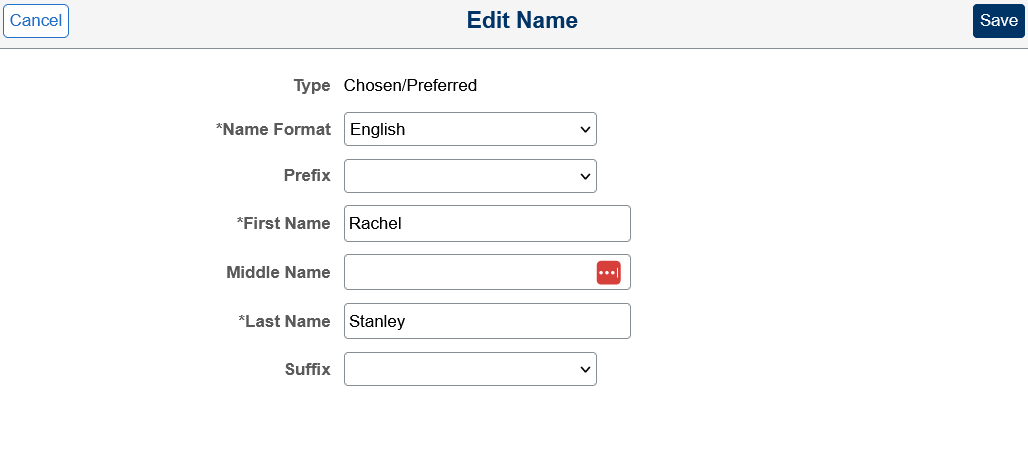 Cancel Edit Name Save
Type Chosen/Preferred
*Name Format English
Prefix
*First Name Rachel
Middle Name
*Last Name Stanley
Suffix